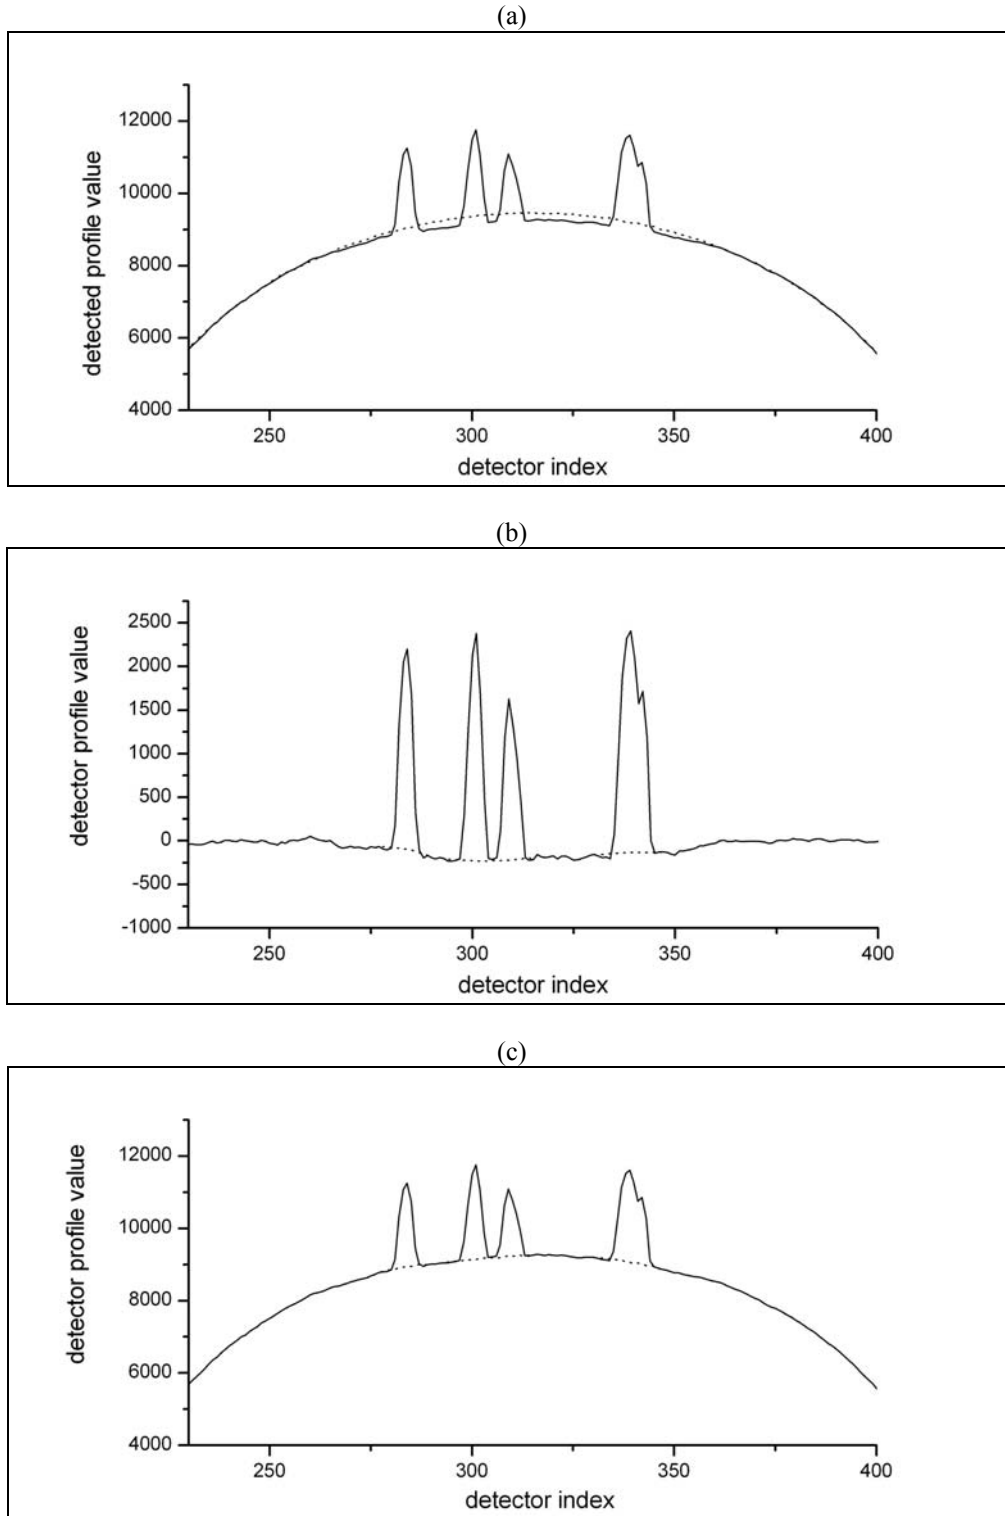 (a)
detected profile value
12000
10000
8000
6000
4000
250 300 350 400
detector index
(b)
detector profile value
2500
2000
1500
1000
500
0
-500
-1000
250 300 350 400
detector index
(c)
detector profile value
12000
10000
8000
6000
4000
250 300 350 400
detector index